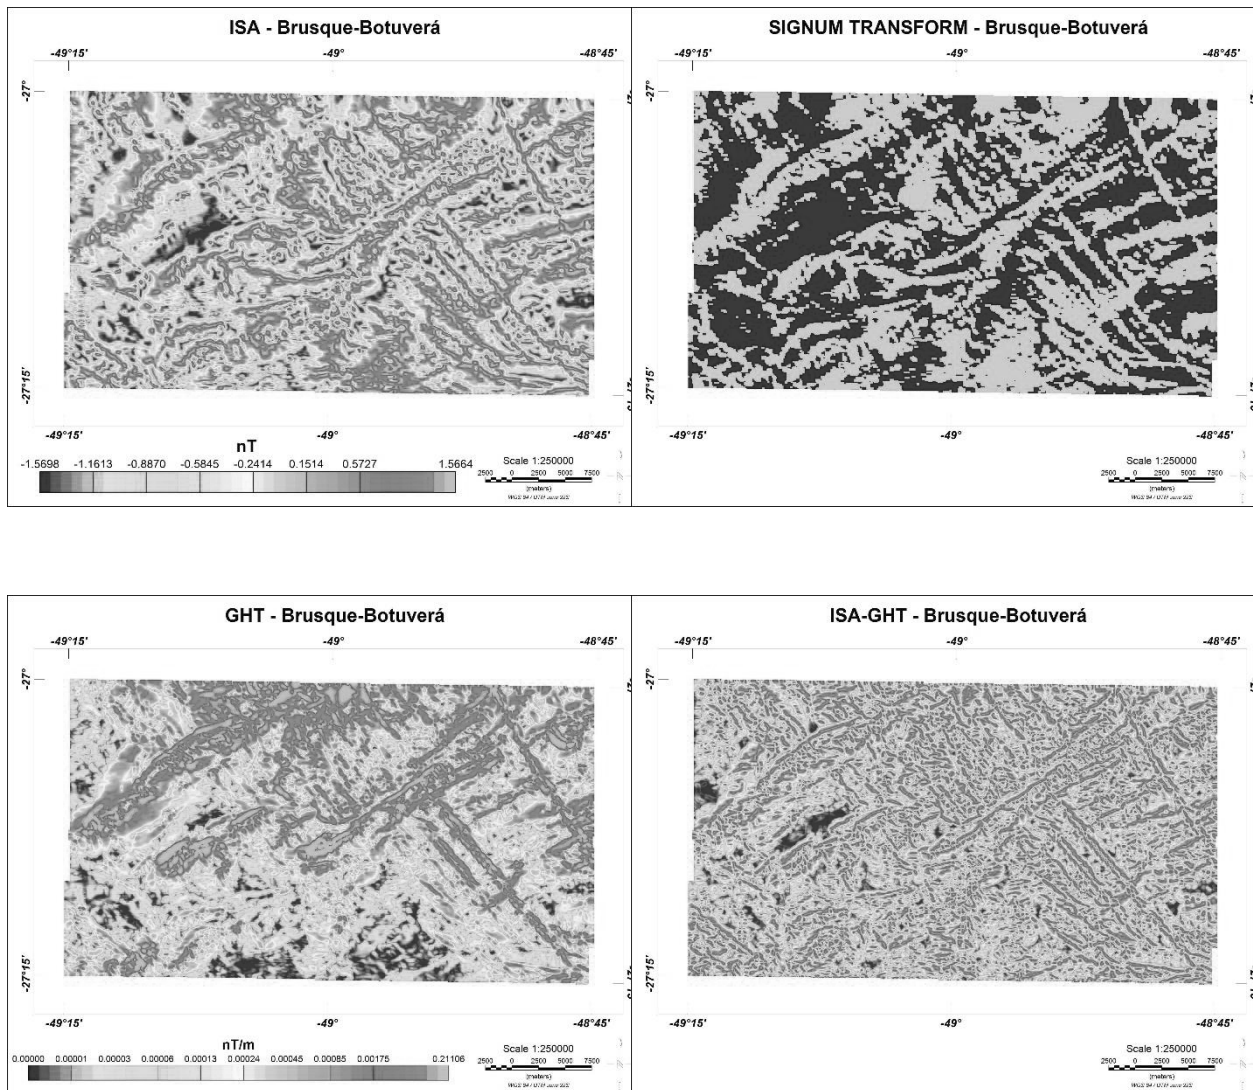 ISA - Brusque-Botuverá
-49°15' -49° -48°45'
-27°
-27°15'
-49°15' -49° -48°45'
nT
-1.5698 -1.1613 -0.8870 -0.5845 -0.2414 0.1514 0.5727 1.5664
Scale 1:250000
2500 0 2500 5000 7500
(meters)
SIGNUM TRANSFORM - Brusque-Botuverá
-49°15' -49° -48°45'
-27°
-27°15'
-49°15' -49° -48°45'
Scale 1:250000
2500 0 2500 5000 7500
(meters)
GHT - Brusque-Botuverá
-49°15' -49° -48°45'
-27°
-27°15'
-49°15' -49° -48°45'
nT/m
0.00000 0.00001 0.00003 0.00006 0.00013 0.00024 0.00045 0.00085 0.00175 0.21106
Scale 1:250000
2500 0 2500 5000 7500
(meters)
ISA-GHT - Brusque-Botuverá
-49°15' -49° -48°45'
-27°
-27°15'
-49°15' -49° -48°45'
Scale 1:250000
2500 0 2500 5000 7500
(meters)